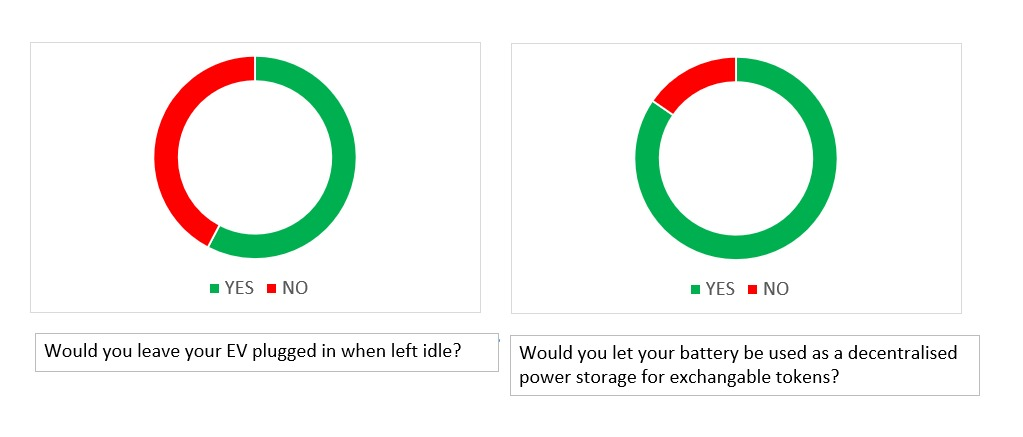 YES NO
YES NO
Would you leave your EV plugged in when left idle?
Would you let your battery be used as a decentralised
power storage for exchangable tokens?